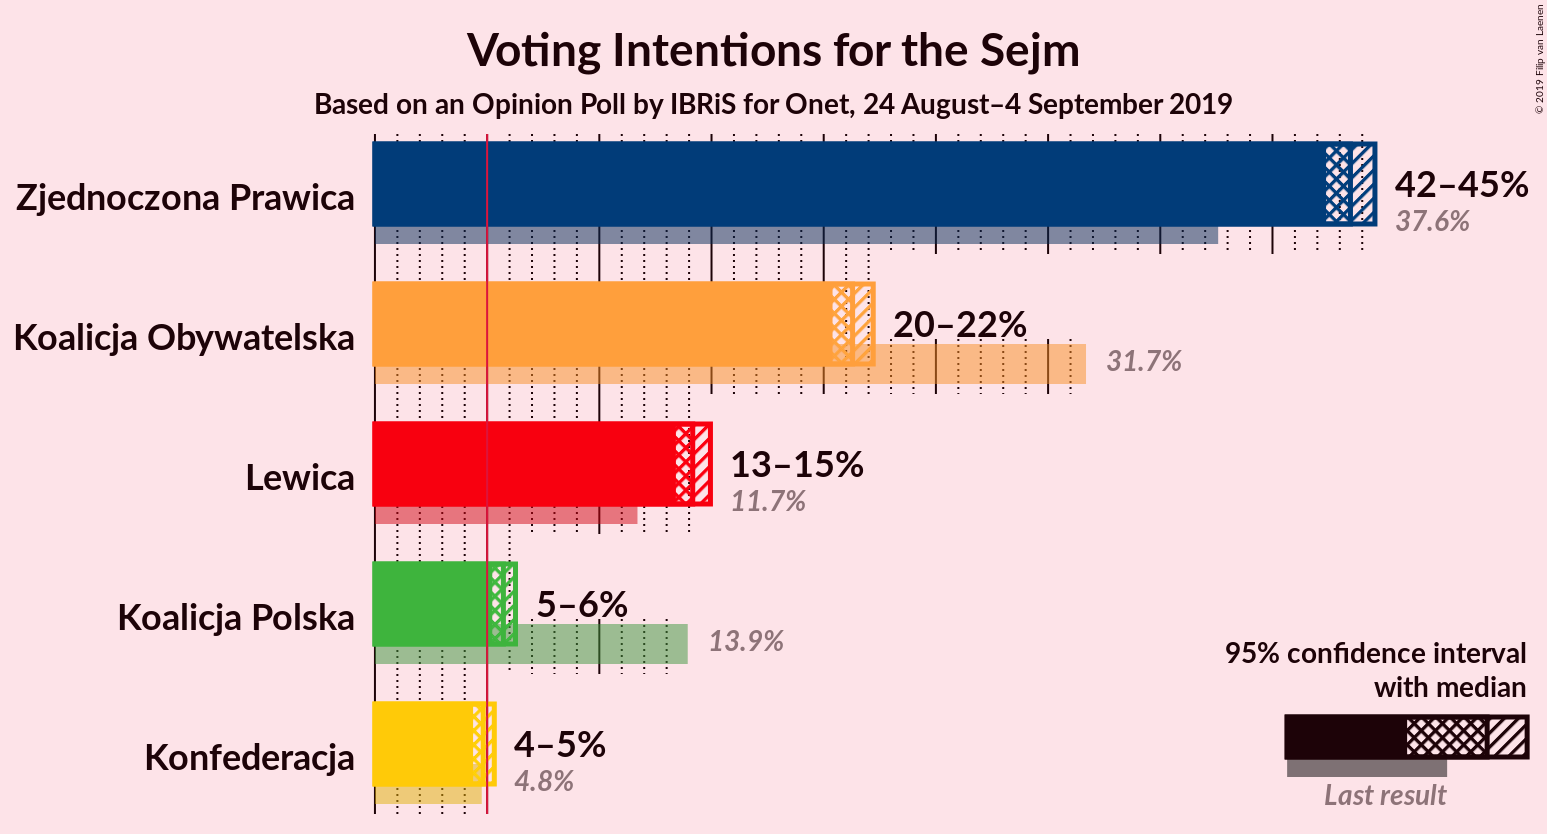 Voting Intentions for the Sejm
Based on an Opinion Poll by IBRiS for Onet, 24 August–4 September 2019
© 2019 Filip van Laenen
Zjednoczona Prawica
42–45%
37.6%
Koalicja Obywatelska
20–22%
31.7%
Lewica
13–15%
11.7%
Koalicja Polska
5–6%
13.9%
Konfederacja
4–5%
4.8%
95% confidence interval
with median
Last result